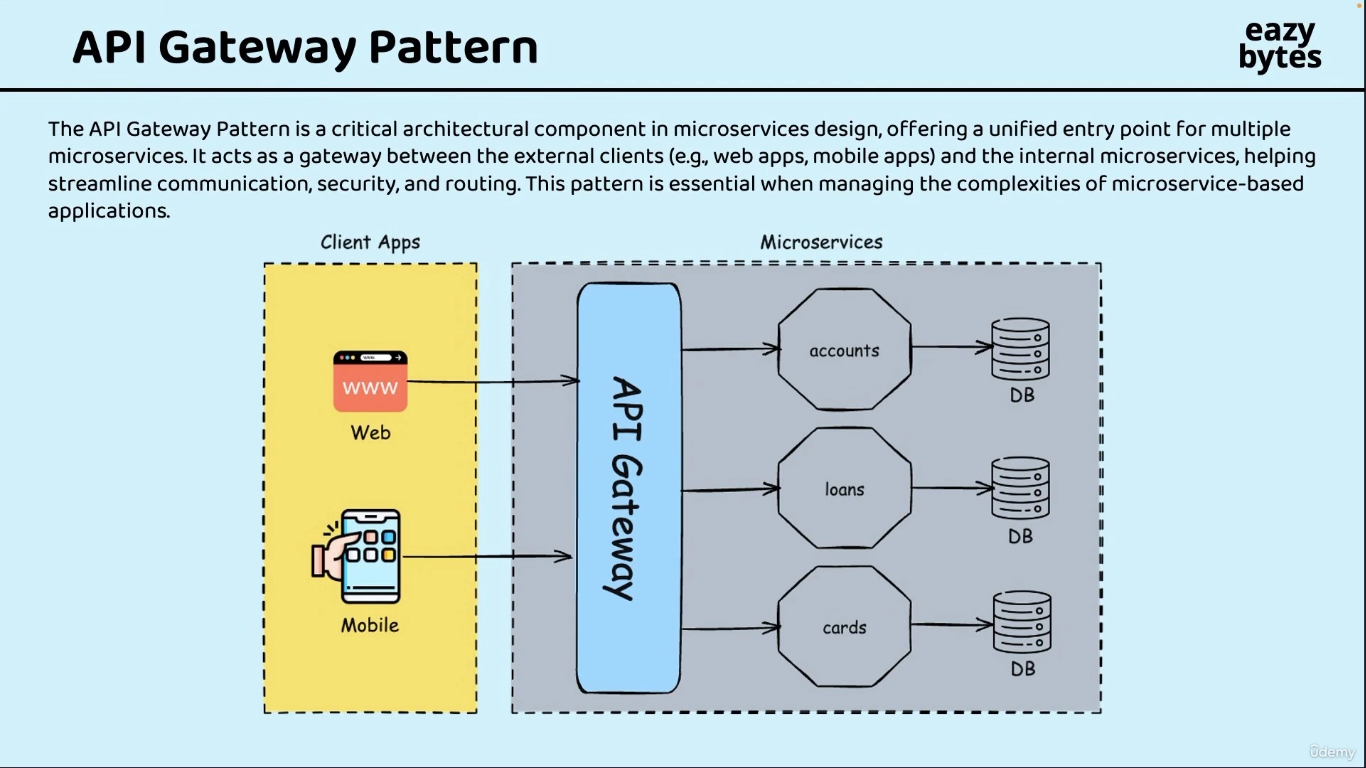 API Gateway Pattern
eazy
bytes
The API Gateway Pattern is a critical architectural component in microservices design, offering a unified entry point for multiple
microservices. It acts as a gateway between the external clients (e.g., web apps, mobile apps) and the internal microservices, helping
streamline communication, security, and routing. This pattern is essential when managing the complexities of microservice-based
applications.
Client Apps
Microservices
www
Web
Mobile
API Gateway
accounts
DB
loans
DB
cards
DB
ûdemy